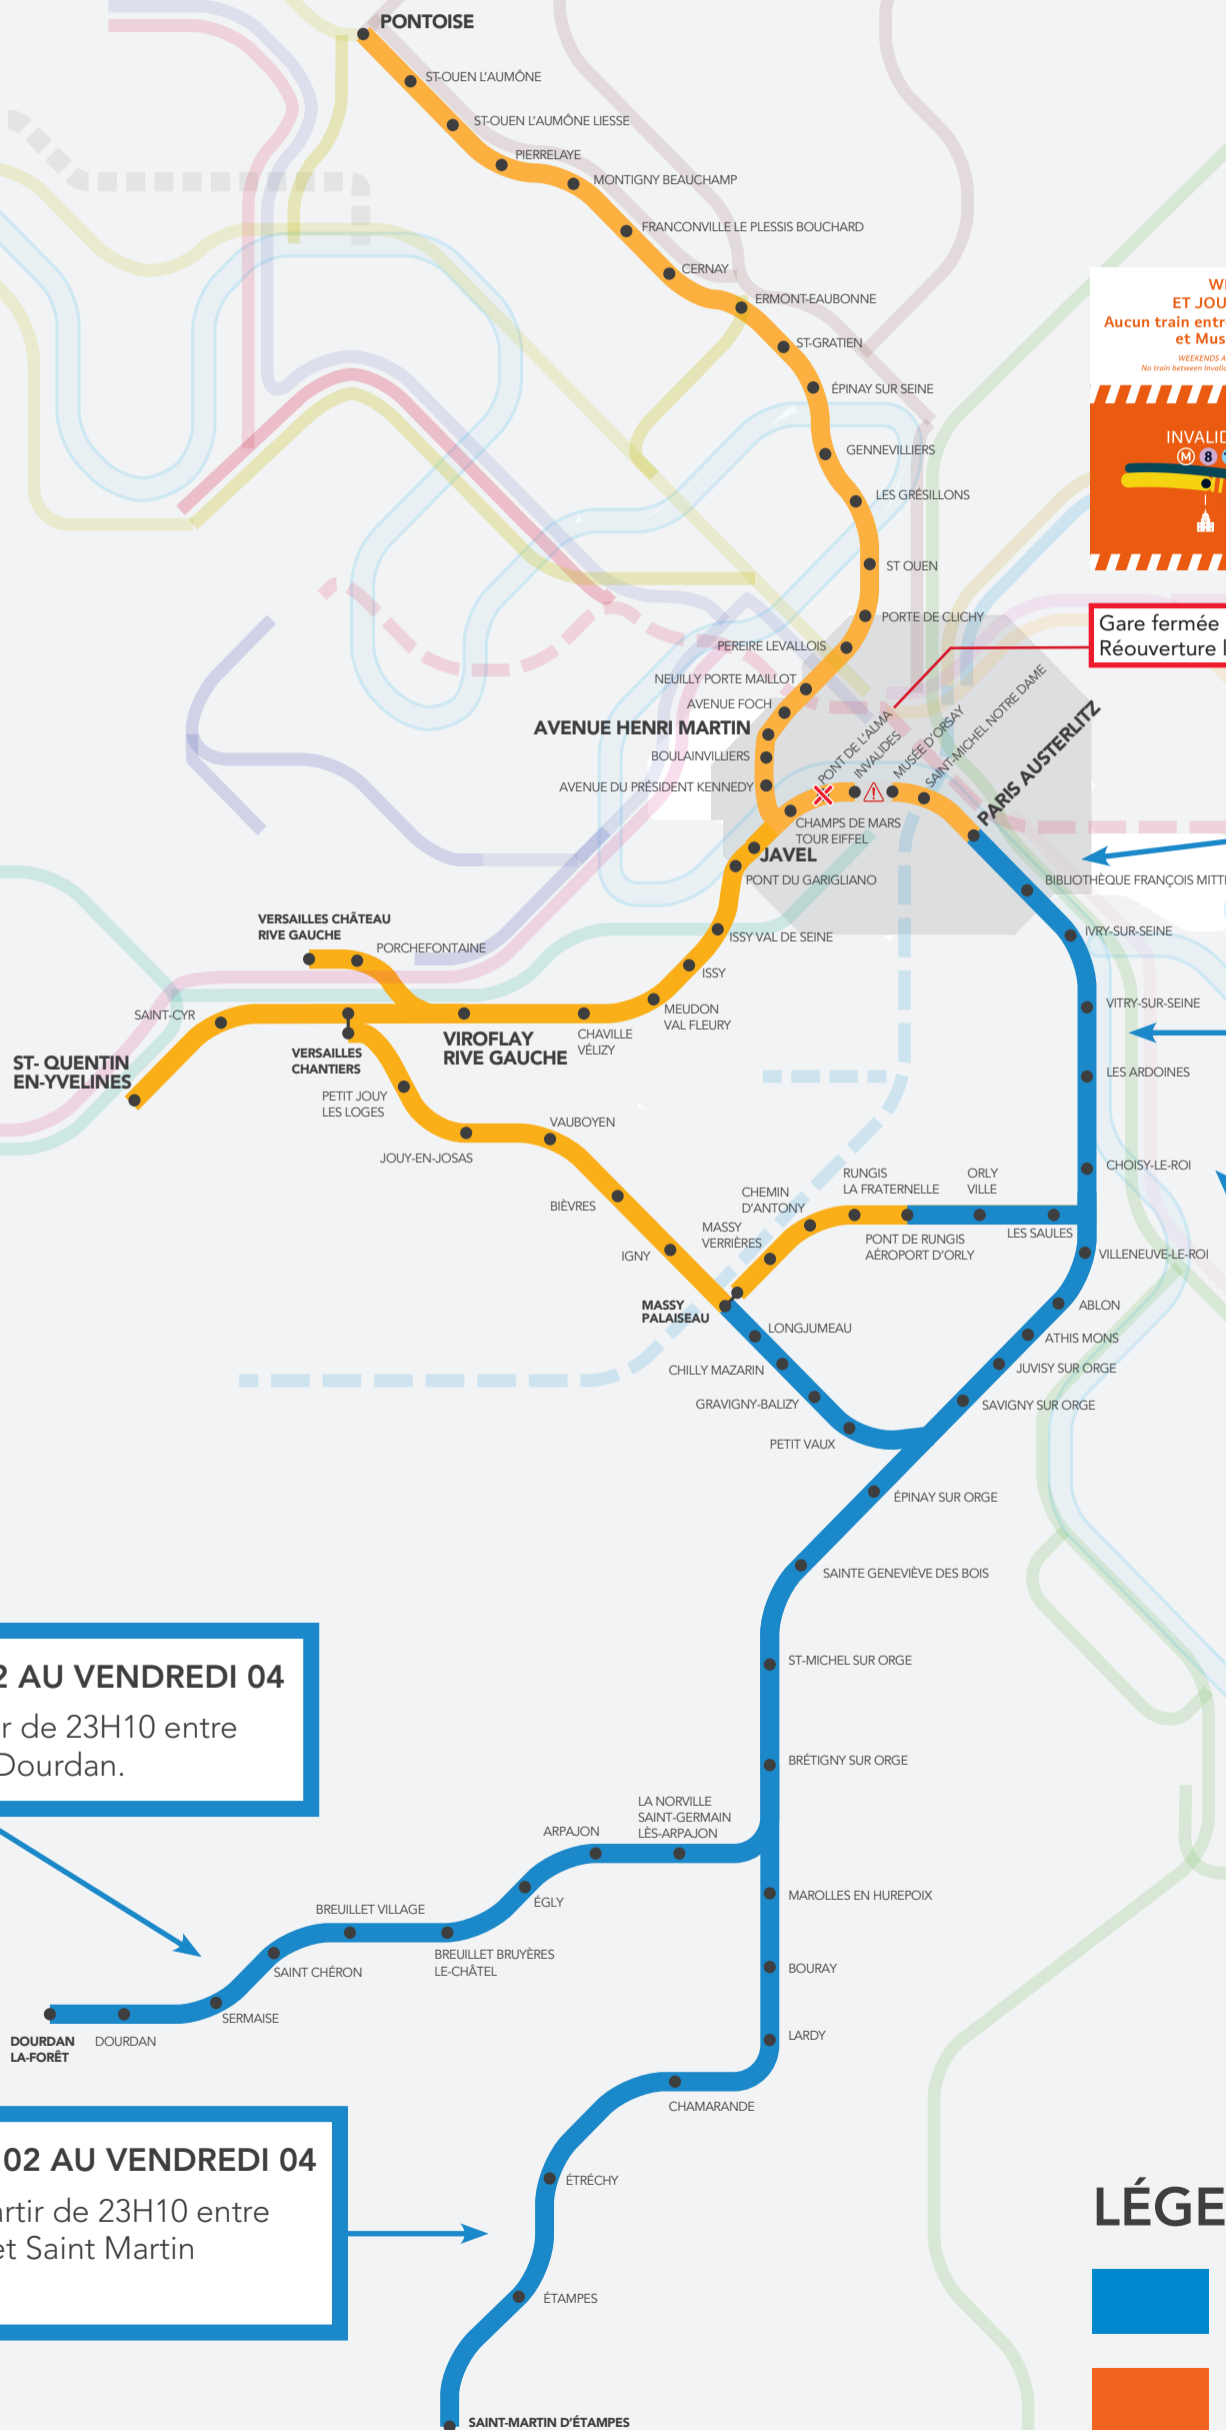 PONTOISE
ST-OUEN L'AUMÔNE
ST-OUEN L'AUMÔNE LIESSE
PIERRELAYE
MONTIGNY BEAUCHAMP
FRANCONVILLE LE PLESSIS BOUCHARD
CERNAY
ERMONT-EAUBONNE
ST-GRATIEN
ÉPINAY SUR SEINE
GENNEVILLIERS
LES GRÉSILLONS
ST OUEN
PORTE DE CLICHY
PEREIRE LEVALLOIS
NEUILLY PORTE MAILLOT
AVENUE FOCH
AVENUE HENRI MARTIN
BOULAINVILLIERS
AVENUE DU PRÉSIDENT KENNEDY
ET JOU
Aucun train entr
et Mus
WEEKENDS A
No train between Invalid
INVALID
M 8
Gare fermée
Réouverture l
PONT DE L'ALMA
INVALIDES
MUSÉE D'ORSAY
SAINT-MICHEL NOTRE DAME
PARIS AUSTERLITZ
CHAMPS DE MARS
TOUR EIFFEL
JAVEL
PONT DU GARIGLIANO
BIBLIOTHÈQUE FRANÇOIS MITT
ISSY VAL DE SEINE
IVRY-SUR-SEINE
ISSY
VERSAILLES CHÂTEAU
RIVE GAUCHE
PORCHEFONTAINE
MEUDON
VAL FLEURY
VITRY-SUR-SEINE
SAINT-CYR
CHAVILLE
VÉLIZY
VIROFLAY
RIVE GAUCHE
VERSAILLES
CHANTIERS
ST- QUENTIN
EN-YVELINES
LES ARDOINES
PETIT JOUY
LES LOGES
VAUBOYEN
JOUY-EN-JOSAS
BIÈVRES
IGNY
CHOISY-LE-ROI
RUNGIS
LA FRATERNELLE
ORLY
VILLE
CHEMIN
D'ANTONY
MASSY
VERRIÈRES
PONT DE RUNGIS
AÉROPORT D'ORLY
LES SAULES
VILLENEUVE-LE-ROI
MASSY
PALAISEAU
ABLON
LONGJUMEAU
ATHIS MONS
CHILLY MAZARIN
JUVISY SUR ORGE
GRAVIGNY-BALIZY
SAVIGNY SUR ORGE
PETIT VAUX
ÉPINAY SUR ORGE
SAINTE GENEVIÈVE DES BOIS
ST-MICHEL SUR ORGE
2 AU VENDREDI 04
r de 23H10 entre
Dourdan.
BRÉTIGNY SUR ORGE
LA NORVILLE
SAINT-GERMAIN
LÈS-ARPAJON
ARPAJON
ÉGLY
MAROLLES EN HUREPOIX
BREUILLET VILLAGE
BREUILLET BRUYÈRES
LE-CHÂTEL
BOURAY
SAINT CHÉRON
SERMAISE
LARDY
DOURDAN
LA-FORÊT
DOURDAN
CHAMARANDE
02 AU VENDREDI 04
artir de 23H10 entre
et Saint Martin
ÉTRÉCHY
LÉGE
ÉTAMPES
SAINT-MARTIN D'ÉTAMPES